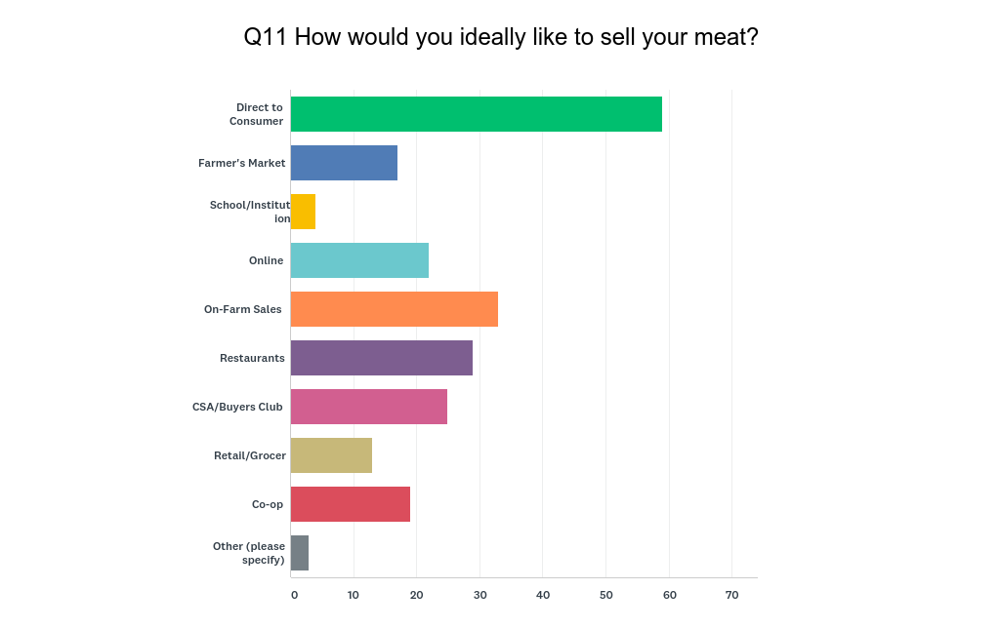 Q11 How would you ideally like to sell your meat?
Direct to
Consumer
Farmer's Market
School/Institut
ion
Online
On-Farm Sales
Restaurants
CSA/Buyers Club
Retail/Grocer
Co-op
Other (please
specify)
0 10 20 30 40 50 60 70